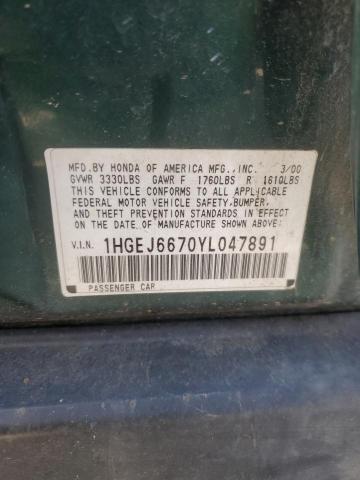 MFD.BY HONDA OF AMERICA MFG.,INC. 3/00
GVWR 3330LBS GAWR F 1760LBS R 1610LBS
THIS VEHICLE CONFORMS TO ALL APPLICABLE
FEDERAL MOTOR VEHICLE SAFETY,BUMPER,
AND THEFT PREVENTION STANDARDS IN EFFECT
ON THE DATE OF MANUFACTURE SHOWN ABOVE.
V.I.N. 1HGEJ6670YL047891
PASSENGER CAR